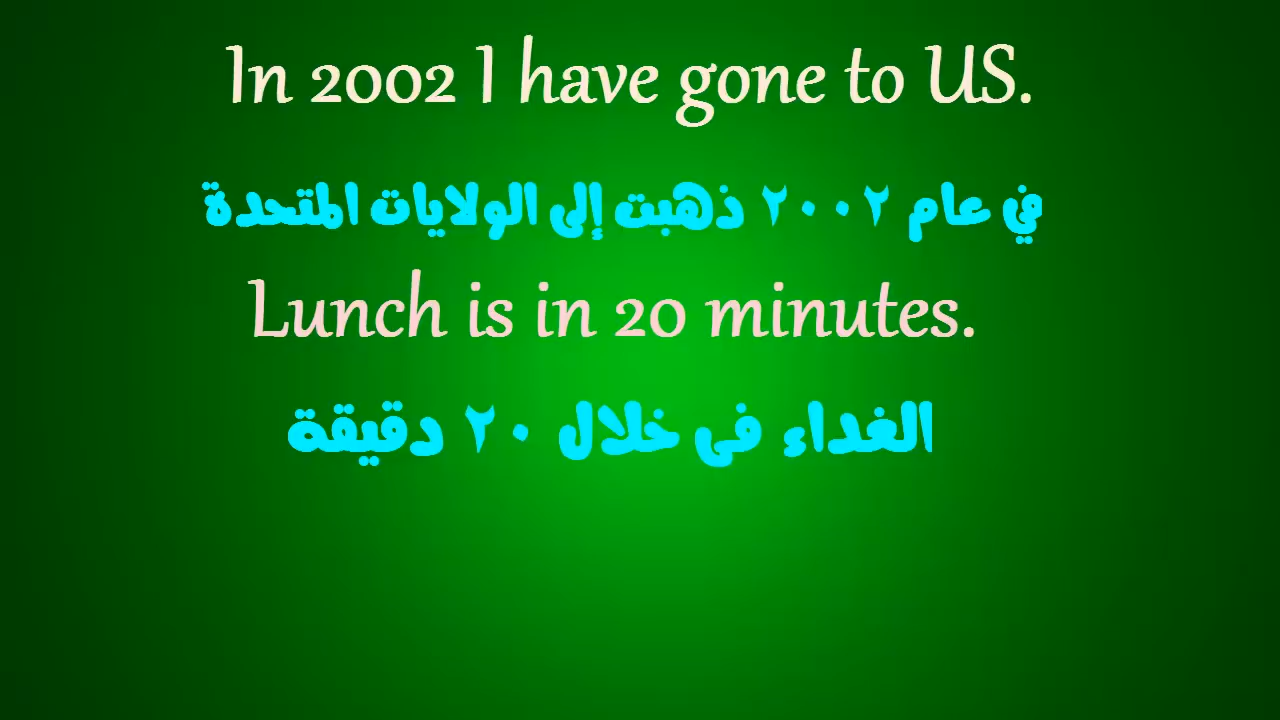 In 2002 I have gone to US.
في عام ٢٠٠٢ ذهبت إلى الولايات المتحدة
Lunch is in 20 minutes.
الغداء فى خلال ٢٠ دقيقة